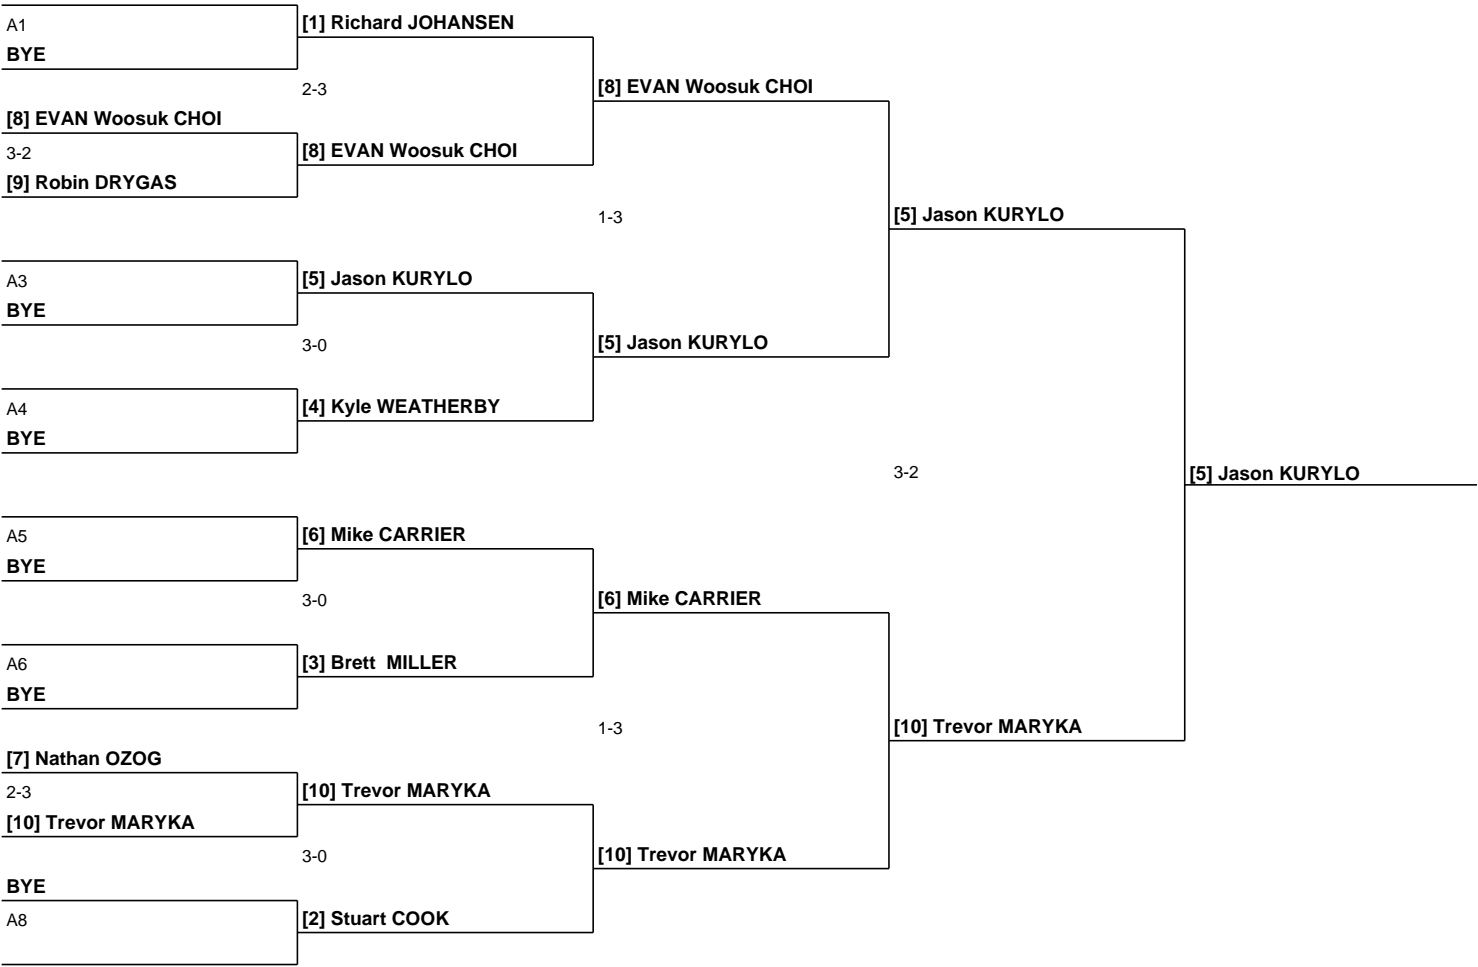 A1
BYE
[8] EVAN Woosuk CHOI
3-2
[9] Robin DRYGAS
A3
BYE
A4
BYE
A5
BYE
A6
BYE
[7] Nathan OZOG
2-3
[10] Trevor MARYKA
BYE
A8
[1] Richard JOHANSEN
2-3
[8] EVAN Woosuk CHOI
[5] Jason KURYLO
3-0
[4] Kyle WEATHERBY
[6] Mike CARRIER
3-0
[3] Brett  MILLER
[10] Trevor MARYKA
3-0
[2] Stuart COOK
[8] EVAN Woosuk CHOI
1-3
[5] Jason KURYLO
[6] Mike CARRIER
1-3
[10] Trevor MARYKA
[5] Jason KURYLO
3-2
[10] Trevor MARYKA
[5] Jason KURYLO